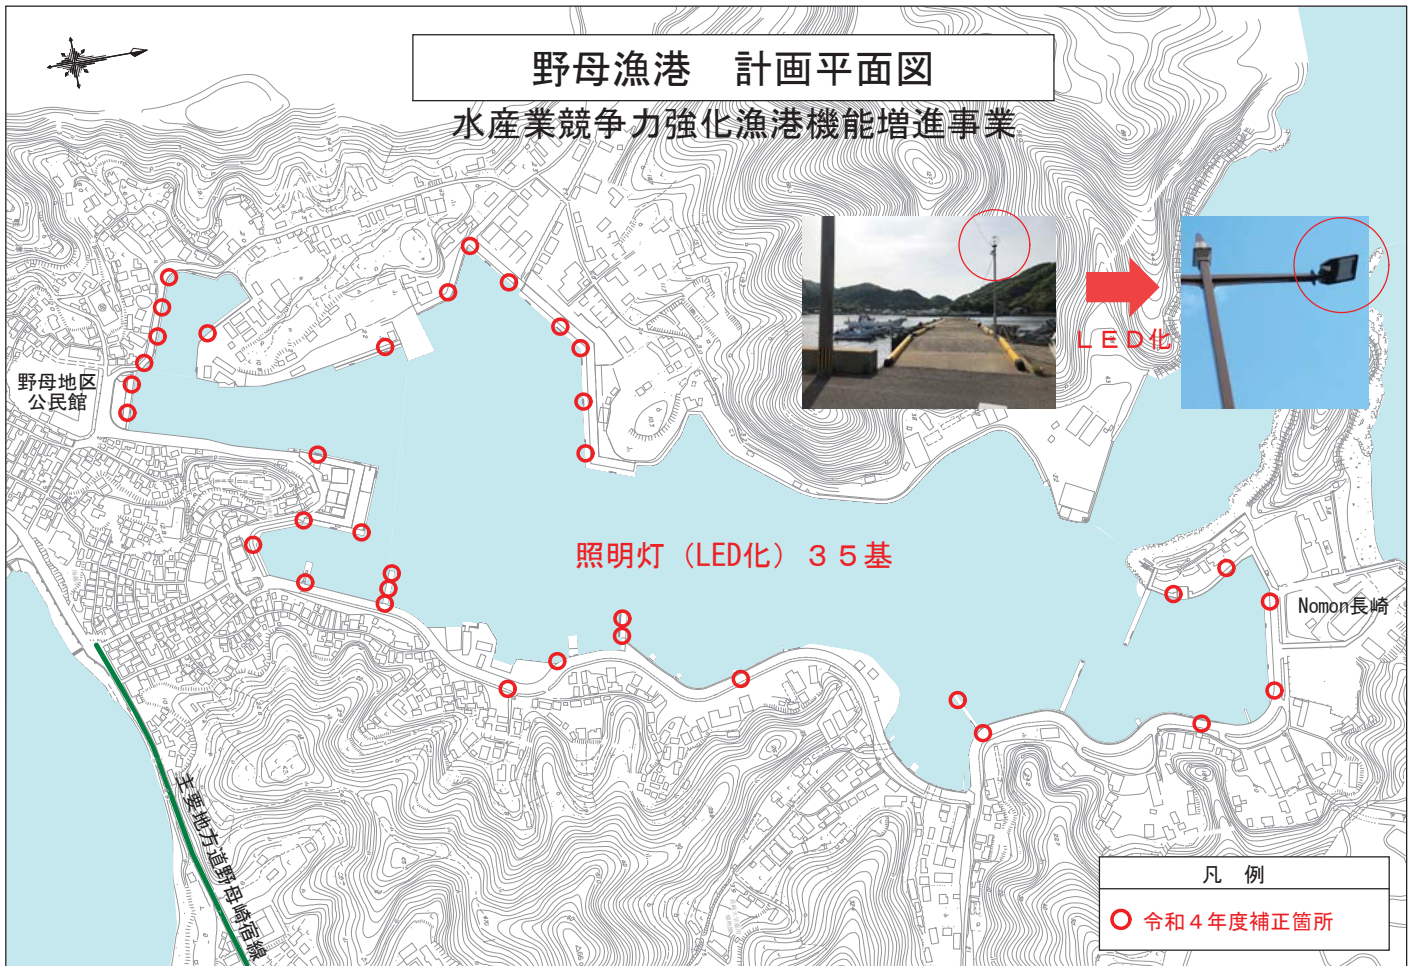 野母漁港　計画平面図
水産業競争力強化漁港機能増進事業
LED化
野母地区
公民館
照明灯（LED化）３５基
Nomon長崎
主要地方道野母崎宿線
凡　例
令和４年度補正箇所